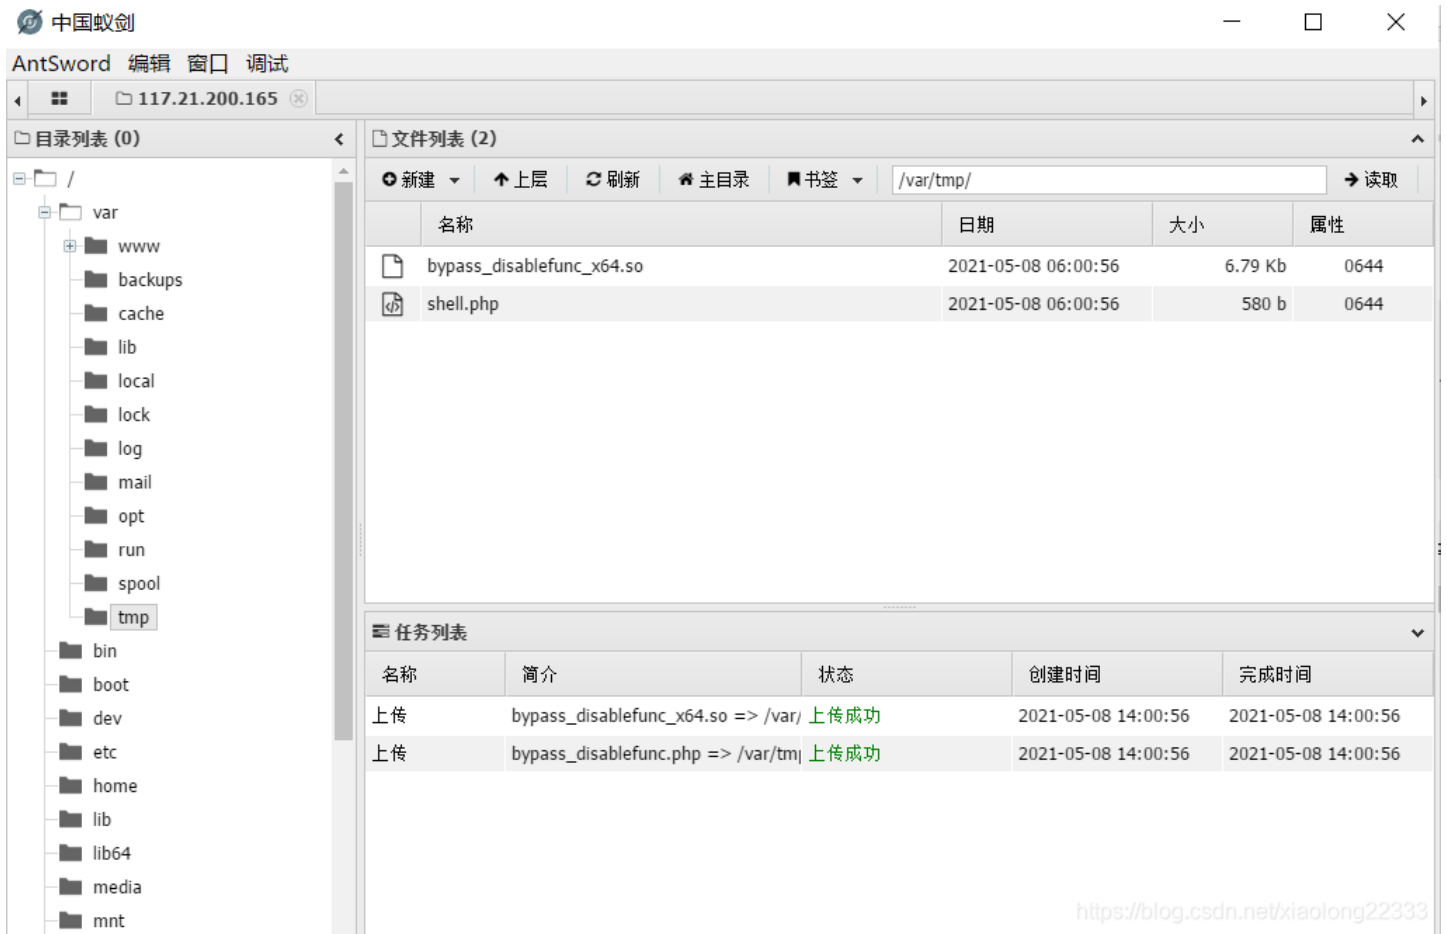 中国蚁剑
AntSword 编辑 窗口 调试
117.21.200.165
目录列表 (0)
/
var
www
backups
cache
lib
local
lock
log
mail
opt
run
spool
tmp
bin
boot
dev
etc
home
lib
lib64
media
mnt
文件列表 (2)
新建 上层 刷新 主目录 书签 /var/tmp/ 读取
名称 日期 大小 属性
bypass_disablefunc_x64.so 2021-05-08 06:00:56 6.79 Kb 0644
shell.php 2021-05-08 06:00:56 580 b 0644
任务列表
名称 简介 状态 创建时间 完成时间
上传 bypass_disablefunc_x64.so => /var/ 上传成功 2021-05-08 14:00:56 2021-05-08 14:00:56
上传 bypass_disablefunc.php => /var/tm 上传成功 2021-05-08 14:00:56 2021-05-08 14:00:56
https://blog.csdn.net/xiaolong22333